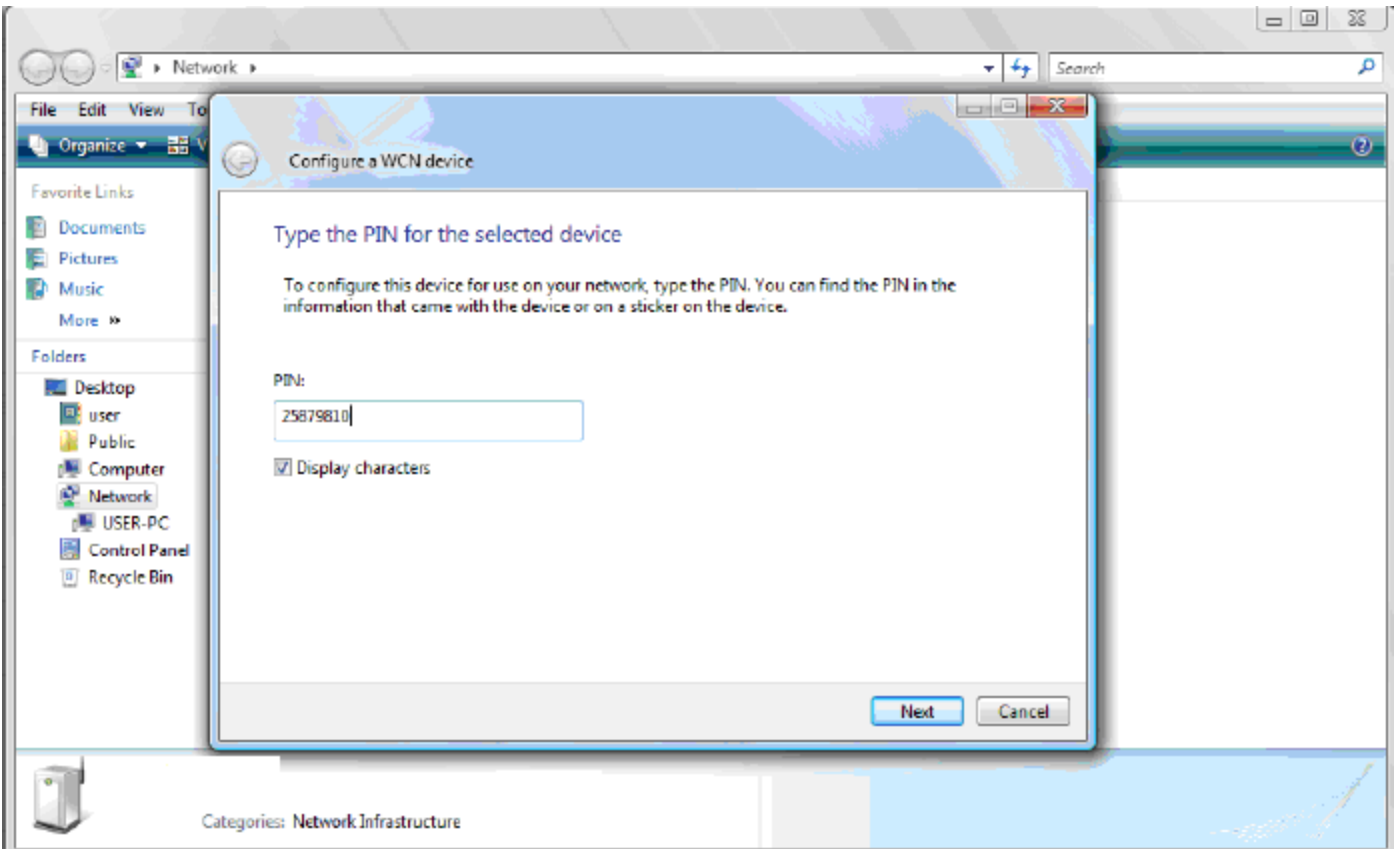 Network
Search
File Edit View To
Organize V
Favorite Links
Documents
Pictures
Music
More »
Folders
Desktop
user
Public
Computer
Network
USER-PC
Control Panel
Recycle Bin
Configure a WCN device
Type the PIN for the selected device
To configure this device for use on your network, type the PIN. You can find the PIN in the
information that came with the device or on a sticker on the device.
PIN:
25879810
Display characters
Next Cancel
Categories: Network Infrastructure